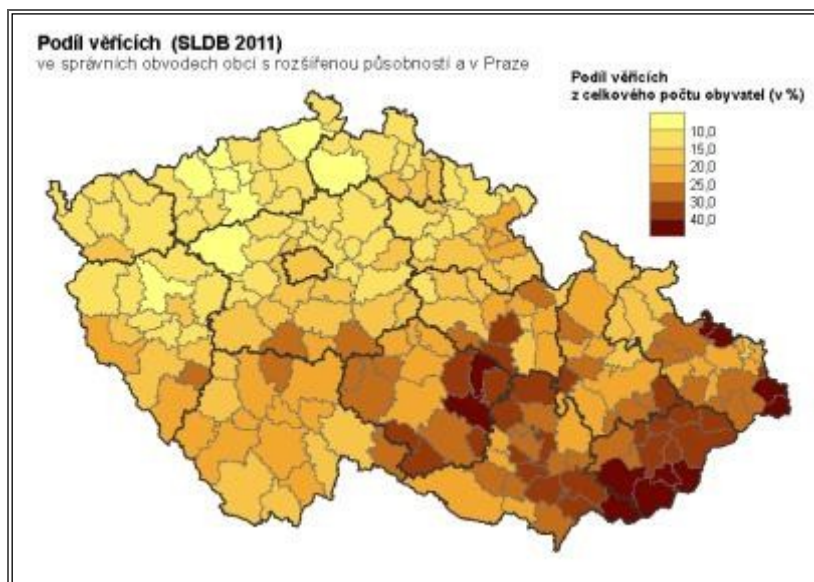 Podíl věřících (SLDB 2011)
ve správních obvodech obcí s rozšířenou působností a v Praze
Podíl věřících
z celkového počtu obyvatel (v %)
10,0
15,0
20,0
25,0
30,0
40,0